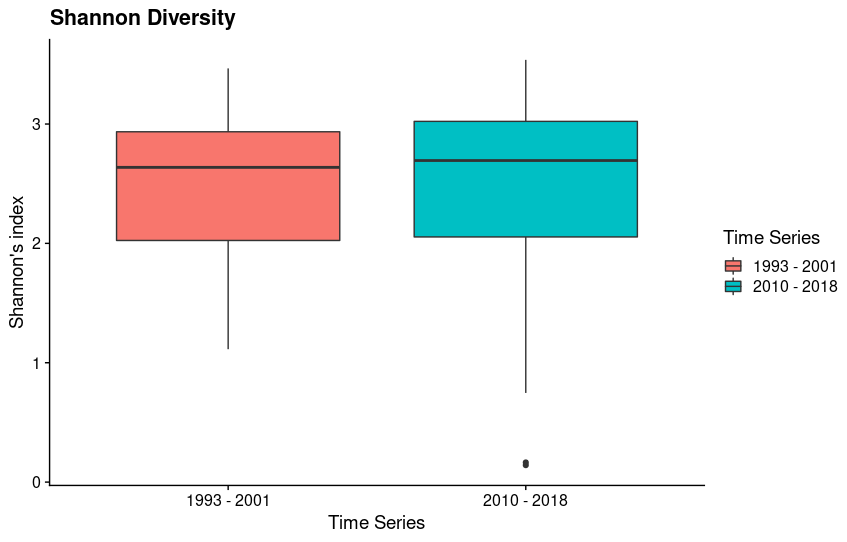 Shannon Diversity
Shannon's index
3
2
1
0
1993 - 2001
2010 - 2018
Time Series
Time Series
1993 - 2001
2010 - 2018